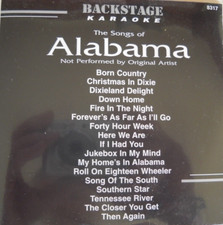 BACKSTAGE
KARAOKE
8317
The Songs of
Alabama
Not Performed by Original Artist
Born Country
Christmas In Dixie
Dixieland Delight
Down Home
Fire In The Night
Forever's As Far As I'll Go
Forty Hour Week
Here We Are
If I Had You
Jukebox In My Mind
My Home's In Alabama
Roll On Eighteen Wheeler
Song Of The South
Southern Star
Tennessee River
The Closer You Get
Then Again